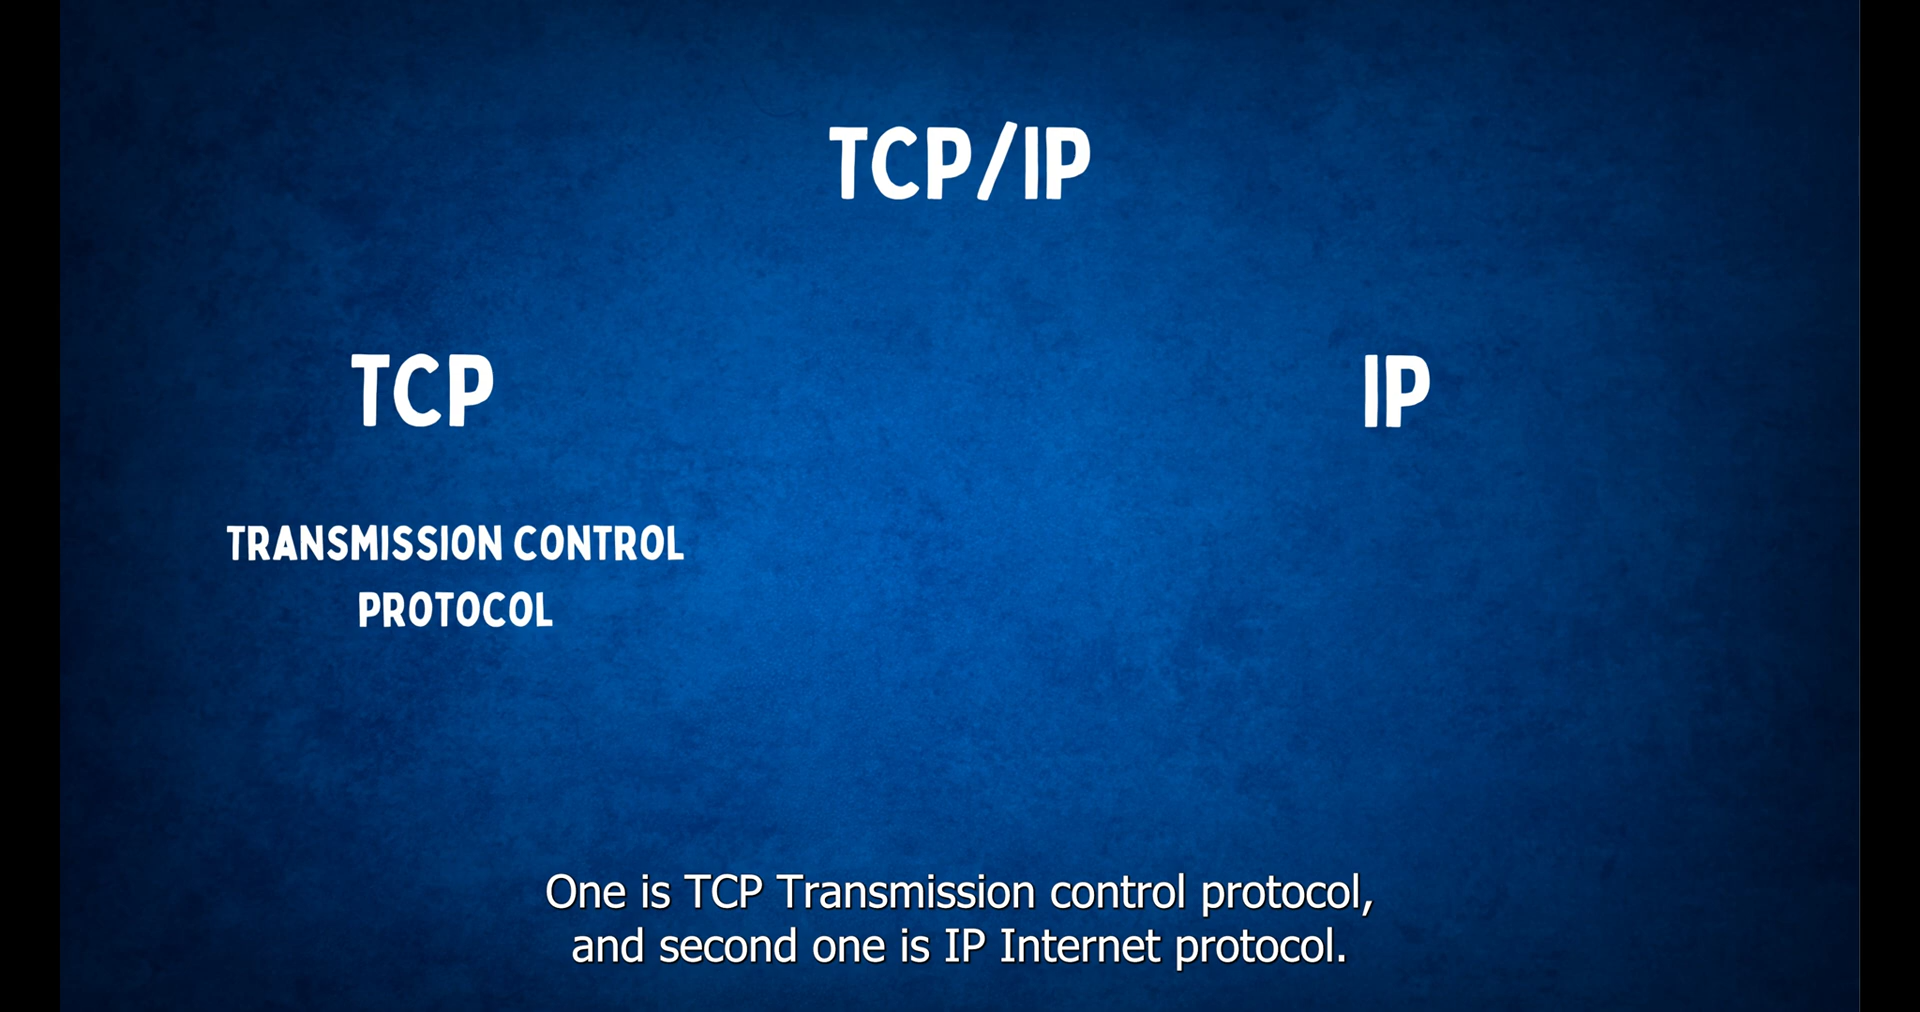 TCP/IP
TCP
IP
TRANSMISSION CONTROL
PROTOCOL
One is TCP Transmission control protocol,
and second one is IP Internet protocol.